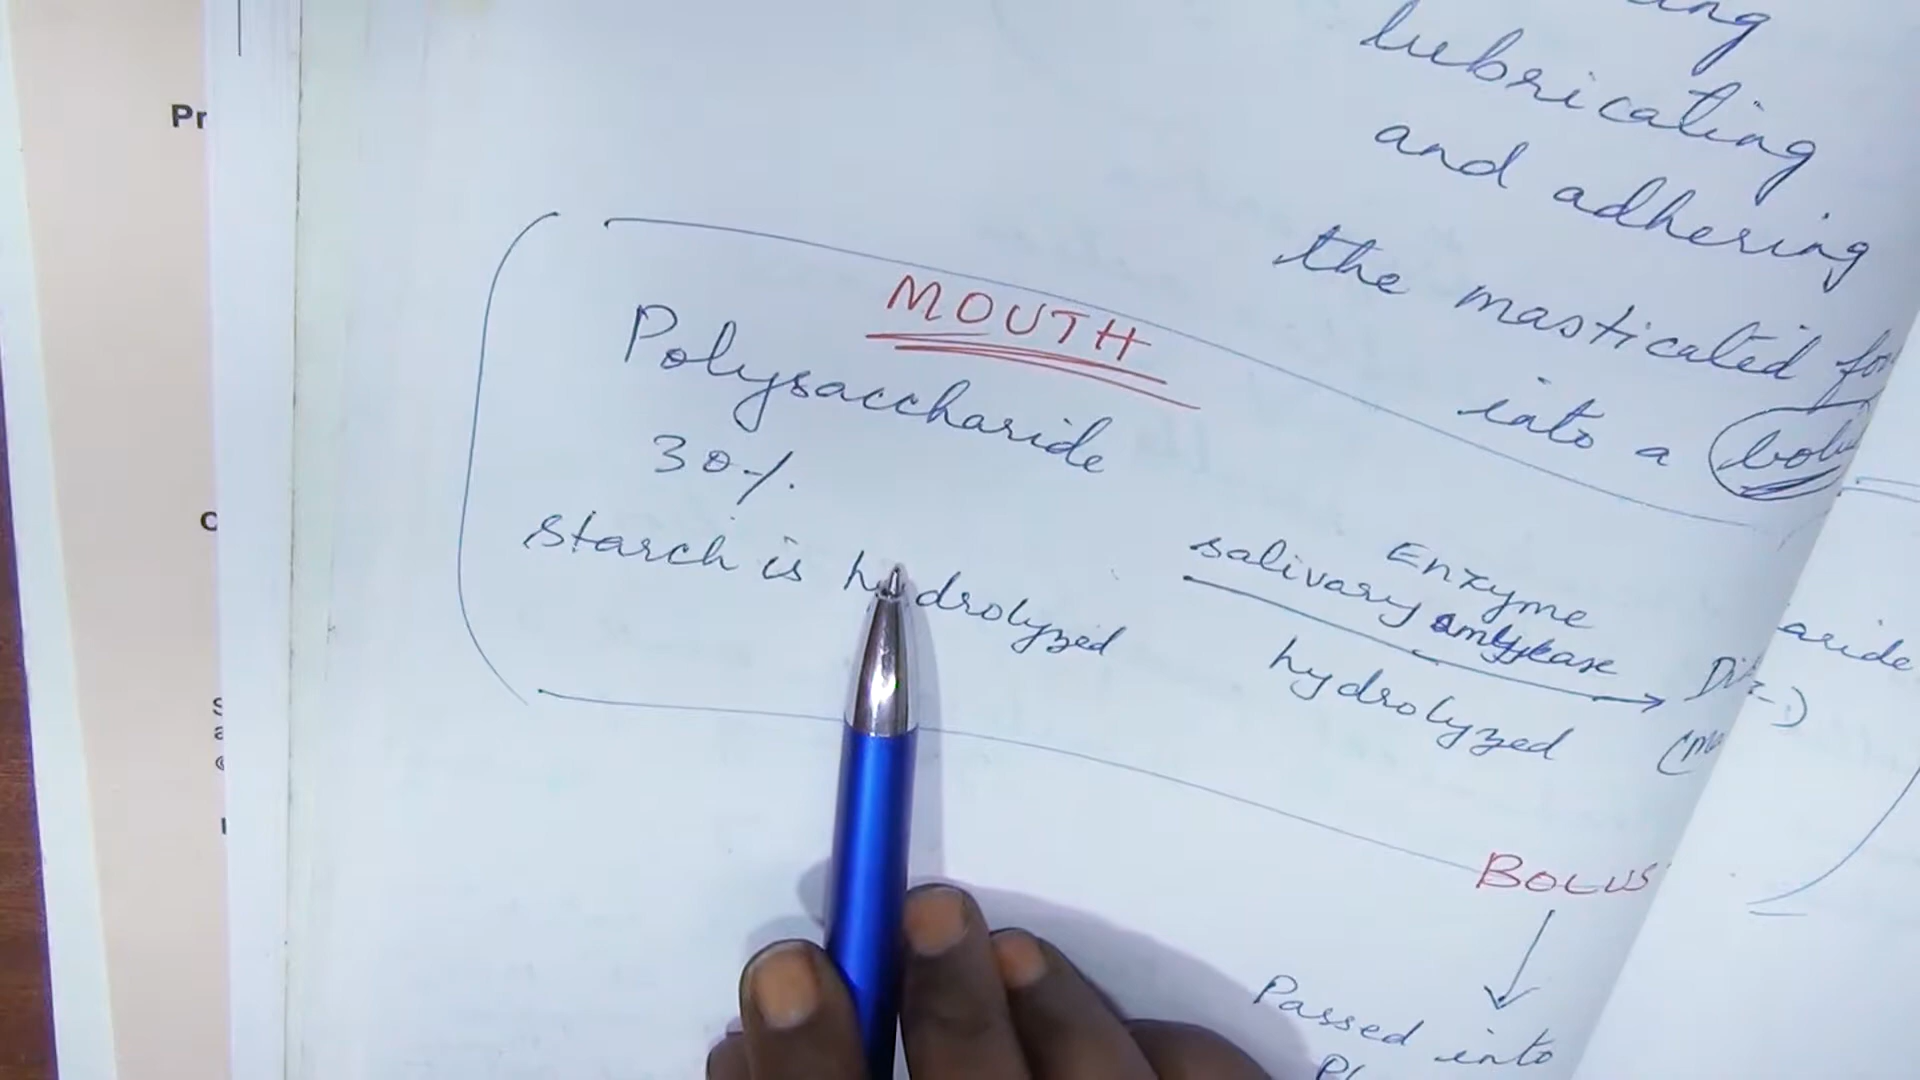 Pr
lubricating
and adhering
the masticated
into a
MOUTH
Polysaccharide
30%
starch is hydrolyzed
Enzyme
salivary amylase
hydrolyzed
BOLUS
Passed into